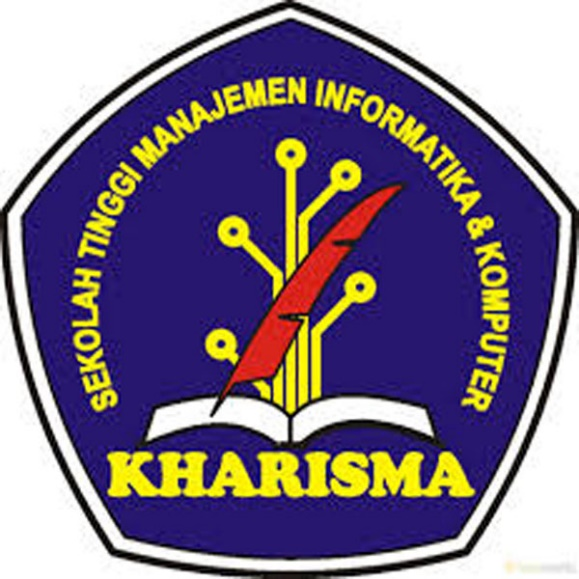 SEKOLAH TINGGI MANAJEMEN INFORMATIKA & KOMPUTER
KHARISMA